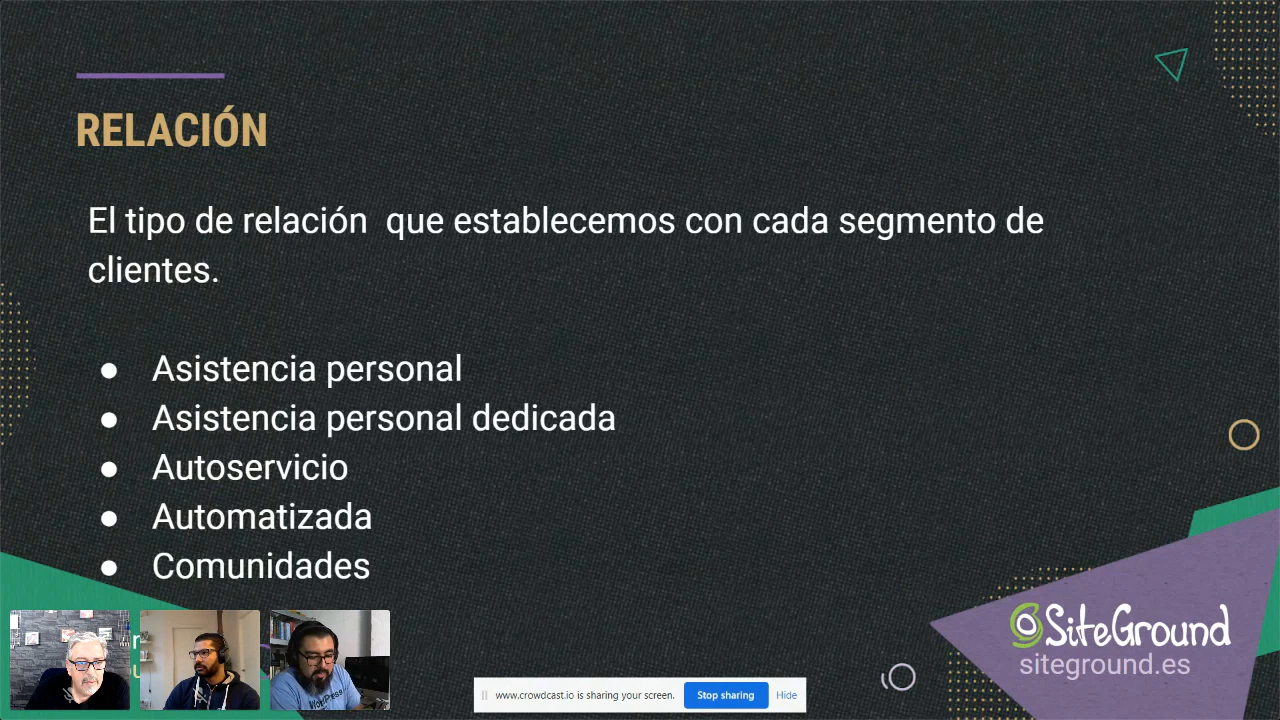 RELACIÓN
El tipo de relación  que establecemos con cada segmento de
clientes.
● Asistencia personal
● Asistencia personal dedicada
● Autoservicio
● Automatizada
● Comunidades
SiteGround
siteground.es
WordPress
www.crowdcast.io is sharing your screen.
Stop sharing
Hide